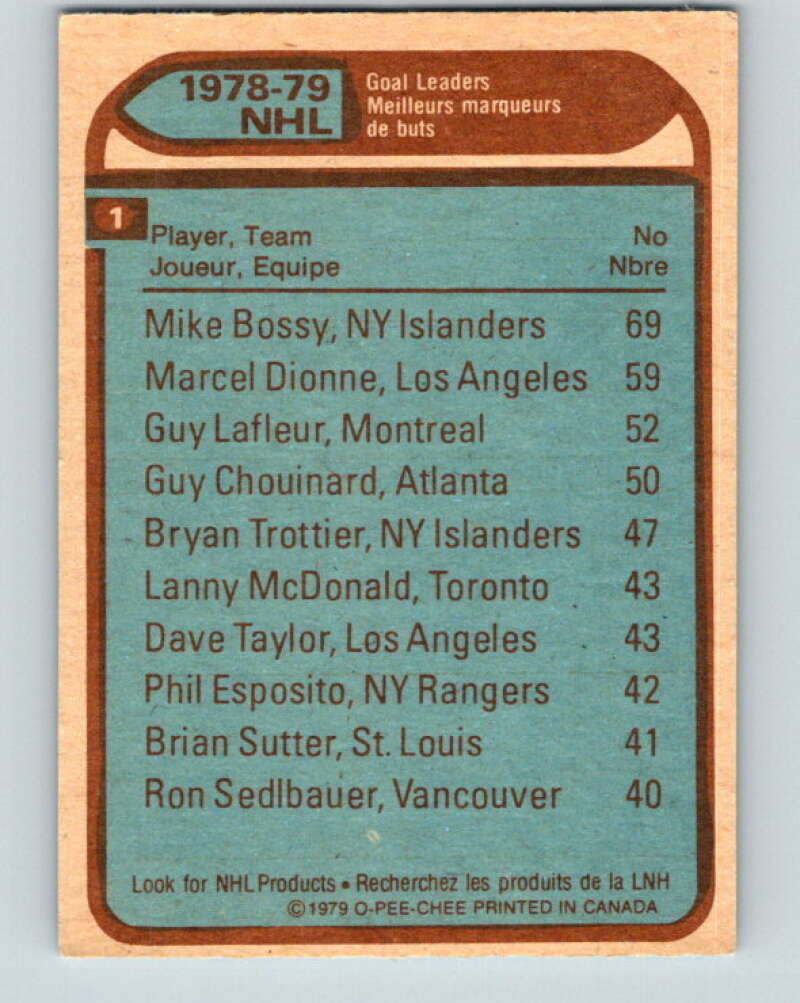 1978-79
NHL
Goal Leaders
Meilleurs marqueurs
de buts
1
Player, Team No
Joueur, Equipe Nbre
Mike Bossy, NY Islanders 69
Marcel Dionne, Los Angeles 59
Guy Lafleur, Montreal 52
Guy Chouinard, Atlanta 50
Bryan Trottier, NY Islanders 47
Lanny McDonald, Toronto 43
Dave Taylor, Los Angeles 43
Phil Esposito, NY Rangers 42
Brian Sutter, St. Louis 41
Ron Sedlbauer, Vancouver 40
Look for NHL Products • Recherchez les produits de la LNH
© 1979 O-PEE-CHEE PRINTED IN CANADA